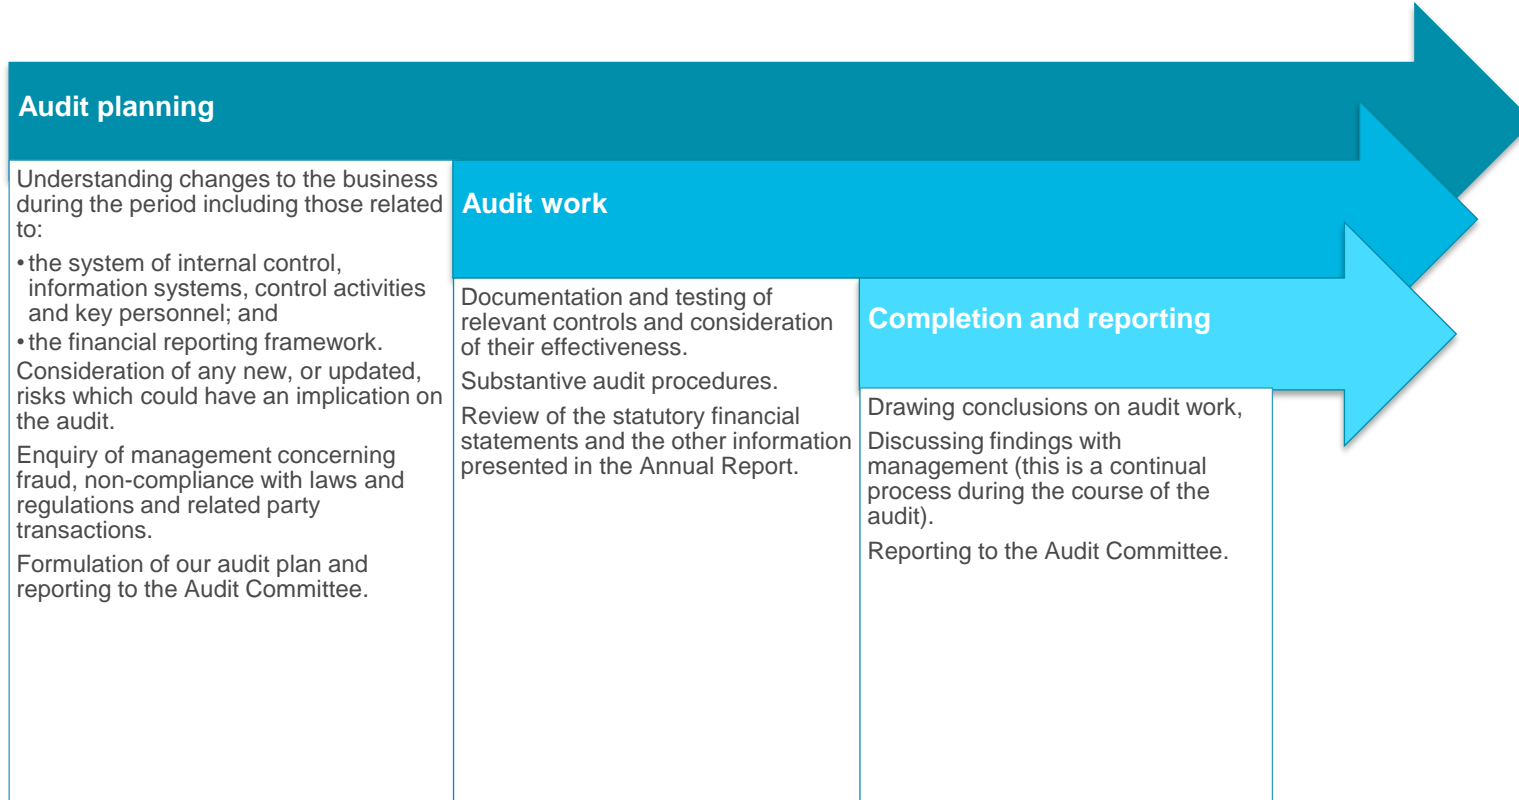 Audit planning
Understanding changes to the business
during the period including those related
to:
• the system of internal control,
information systems, control activities
and key personnel; and
• the financial reporting framework.
Consideration of any new, or updated,
risks which could have an implication on
the audit.
Enquiry of management concerning
fraud, non-compliance with laws and
regulations and related party
transactions.
Formulation of our audit plan and
reporting to the Audit Committee.
Audit work
Documentation and testing of
relevant controls and consideration
of their effectiveness.
Substantive audit procedures.
Review of the statutory financial
statements and the other information
presented in the Annual Report.
Completion and reporting
Drawing conclusions on audit work,
Discussing findings with
management (this is a continual
process during the course of the
audit).
Reporting to the Audit Committee.